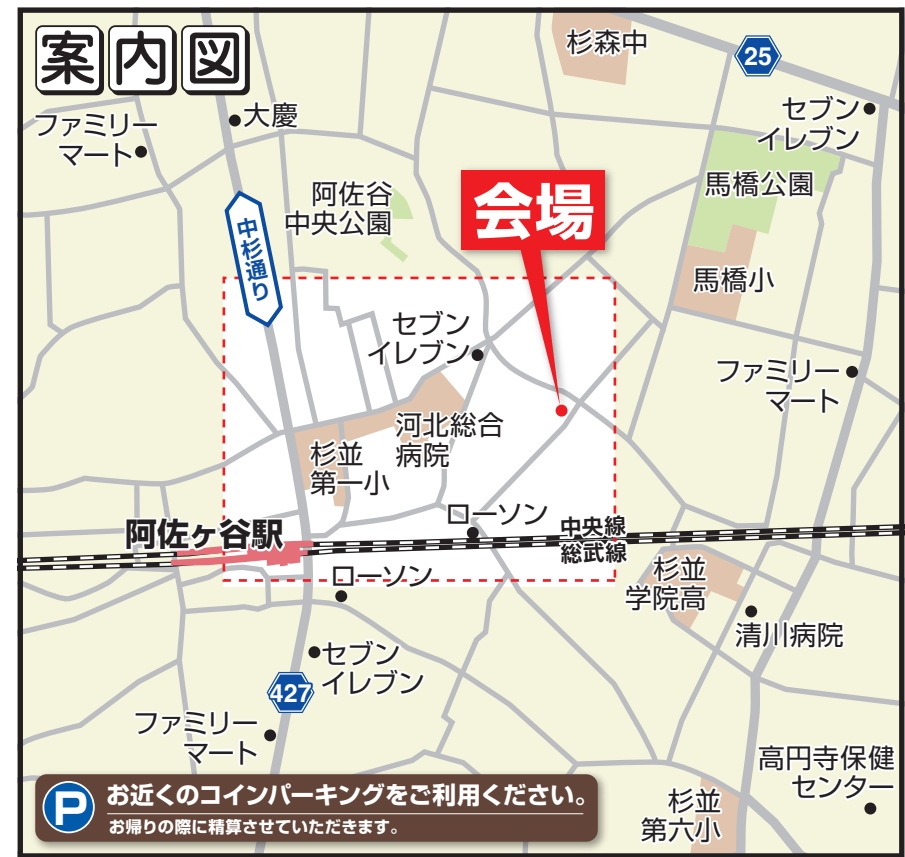 案内図
杉森中
25
セブン
イレブン
ファミリー
マート
大慶
阿佐谷
中央公園
会場
馬橋公園
中杉通り
馬橋小
セブン
イレブン
ファミリー
マート
河北総合
病院
杉並
第一小
ローソン
阿佐ヶ谷駅
中央線
総武線
ローソン
杉並
学院高
清川病院
セブン
イレブン
427
ファミリー
マート
高円寺保健
センター
杉並
第六小
P
お近くのコインパーキングをご利用ください。
お帰りの際に精算させていただきます。